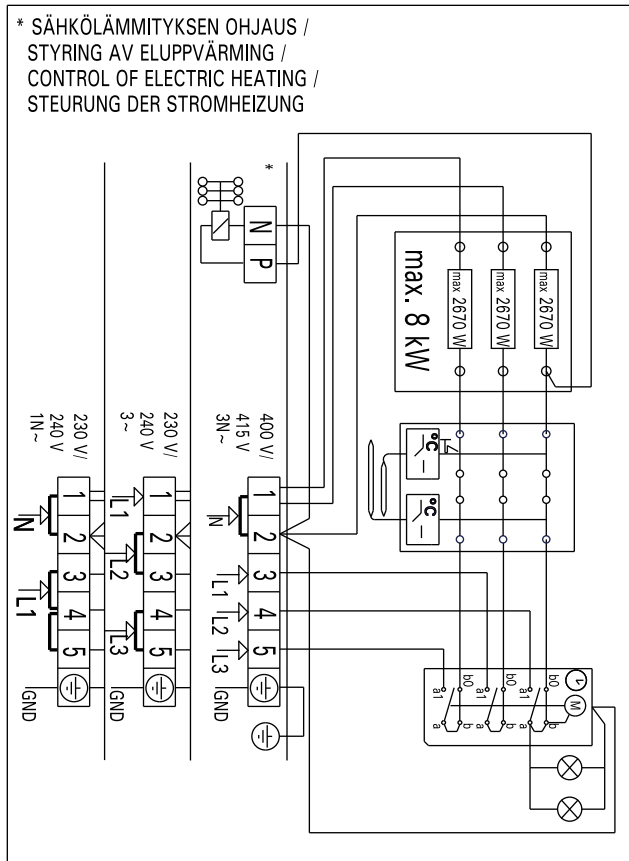 * SÄHKÖLÄMMITYKSEN OHJAUS /
STYRING AV ELUPPVÄRMING /
CONTROL OF ELECTRIC HEATING /
STEURUNG DER STROMHEIZUNG
*
N
P
max. 8 kW
max 2670 W
max 2670 W
max 2670 W
°C
°C
230 V/
240 V
1N~
230 V/
240 V
3~
400 V/
415 V
3N~
1
2
3
4
5
N
L1
GND
1
2
3
4
5
L1
L2
L3
GND
1
2
3
4
5
N
L1
L2
L3
GND
b0
a1
b0
a1
b0
a1
M
a
b
a
b
a
b